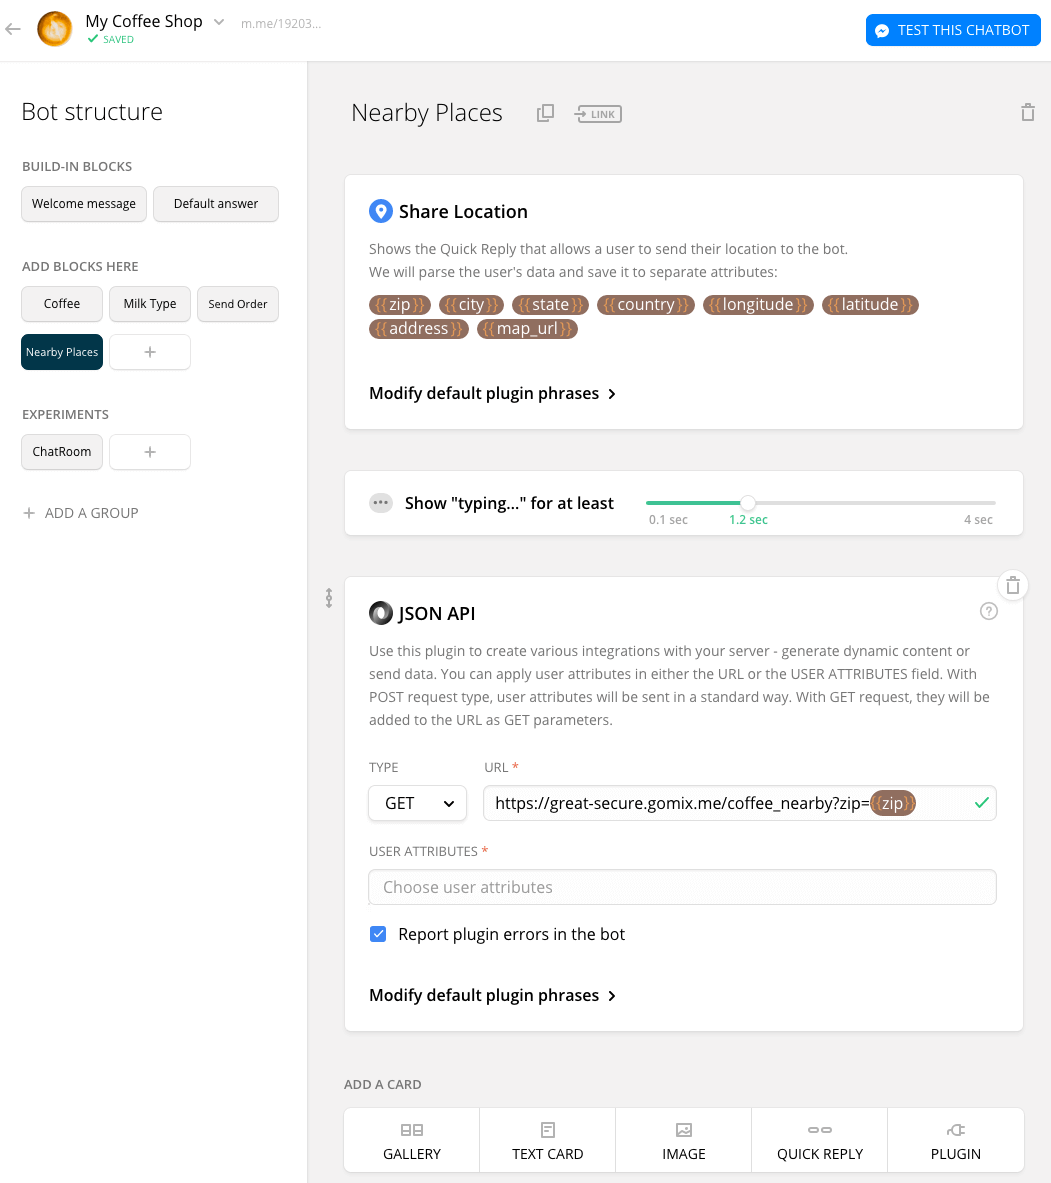 My Coffee Shop
m.me/19203...
SAVED
TEST THIS CHATBOT
Bot structure
BUILD-IN BLOCKS
Welcome message
Default answer
ADD BLOCKS HERE
Coffee
Milk Type
Send Order
Nearby Places
+
EXPERIMENTS
ChatRoom
+
+ ADD A GROUP
Nearby Places
LINK
Share Location
Shows the Quick Reply that allows a user to send their location to the bot.
We will parse the user's data and save it to separate attributes:
{{zip}} {{city}} {{state}} {{country}} {{longitude}} {{latitude}}
{{address}} {{map_url}}
Modify default plugin phrases
Show "typing..." for at least
0.1 sec
1.2 sec
4 sec
JSON API
?
Use this plugin to create various integrations with your server - generate dynamic content or
send data. You can apply user attributes in either the URL or the USER ATTRIBUTES field. With
POST request type, user attributes will be sent in a standard way. With GET request, they will be
added to the URL as GET parameters.
TYPE
URL *
GET
https://great-secure.gomix.me/coffee_nearby?zip={{zip}}
USER ATTRIBUTES *
Choose user attributes
Report plugin errors in the bot
Modify default plugin phrases
ADD A CARD
GALLERY
TEXT CARD
IMAGE
QUICK REPLY
PLUGIN